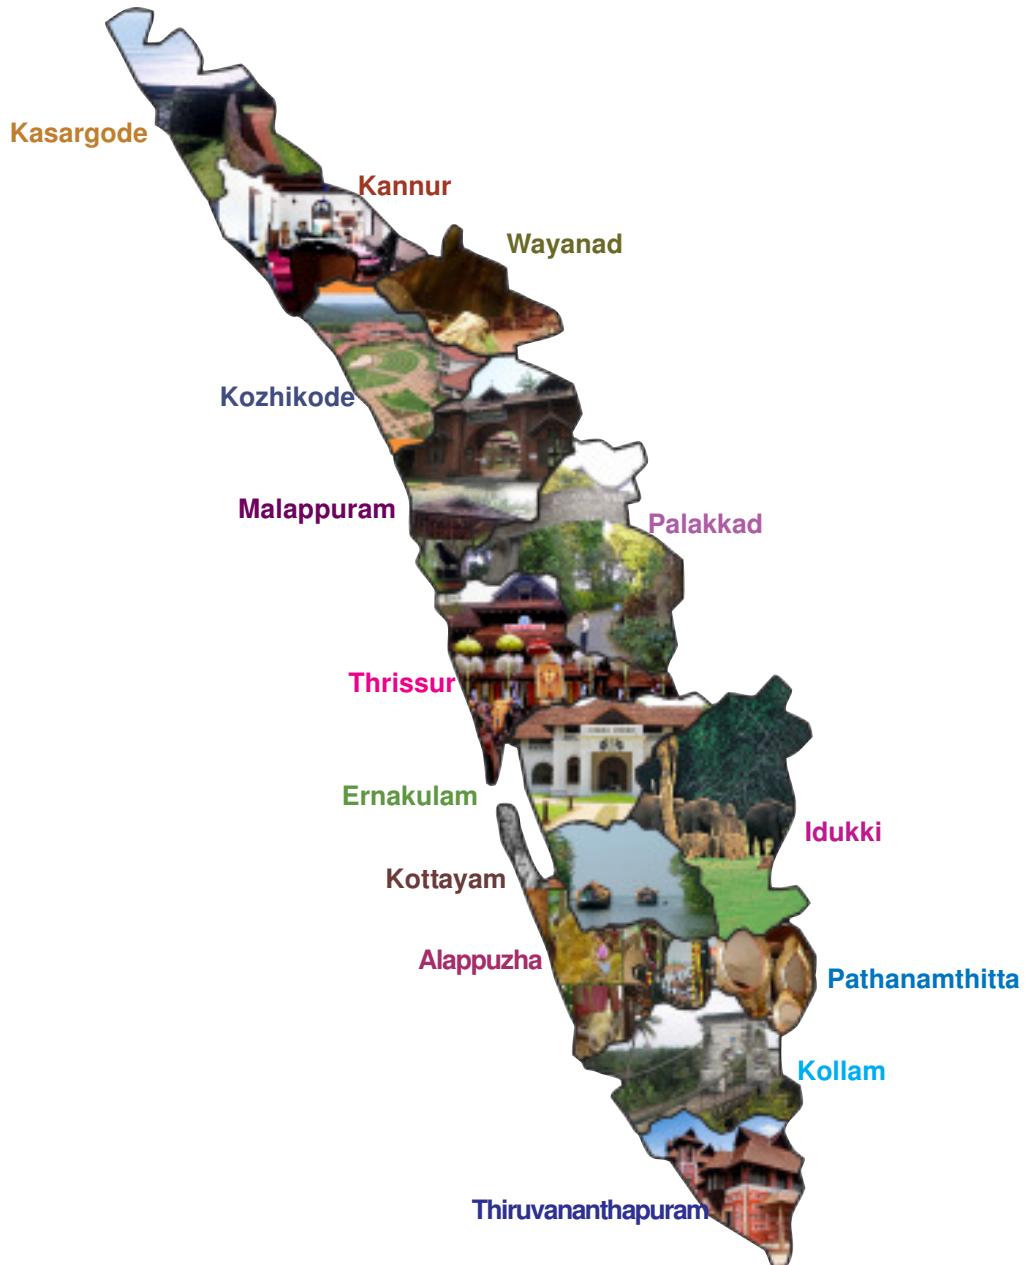 Kasargode
Kannur
Wayanad
Kozhikode
Malappuram
Palakkad
Thrissur
Ernakulam
Idukki
Kottayam
Alappuzha
Pathanamthitta
Kollam
Thiruvananthapuram